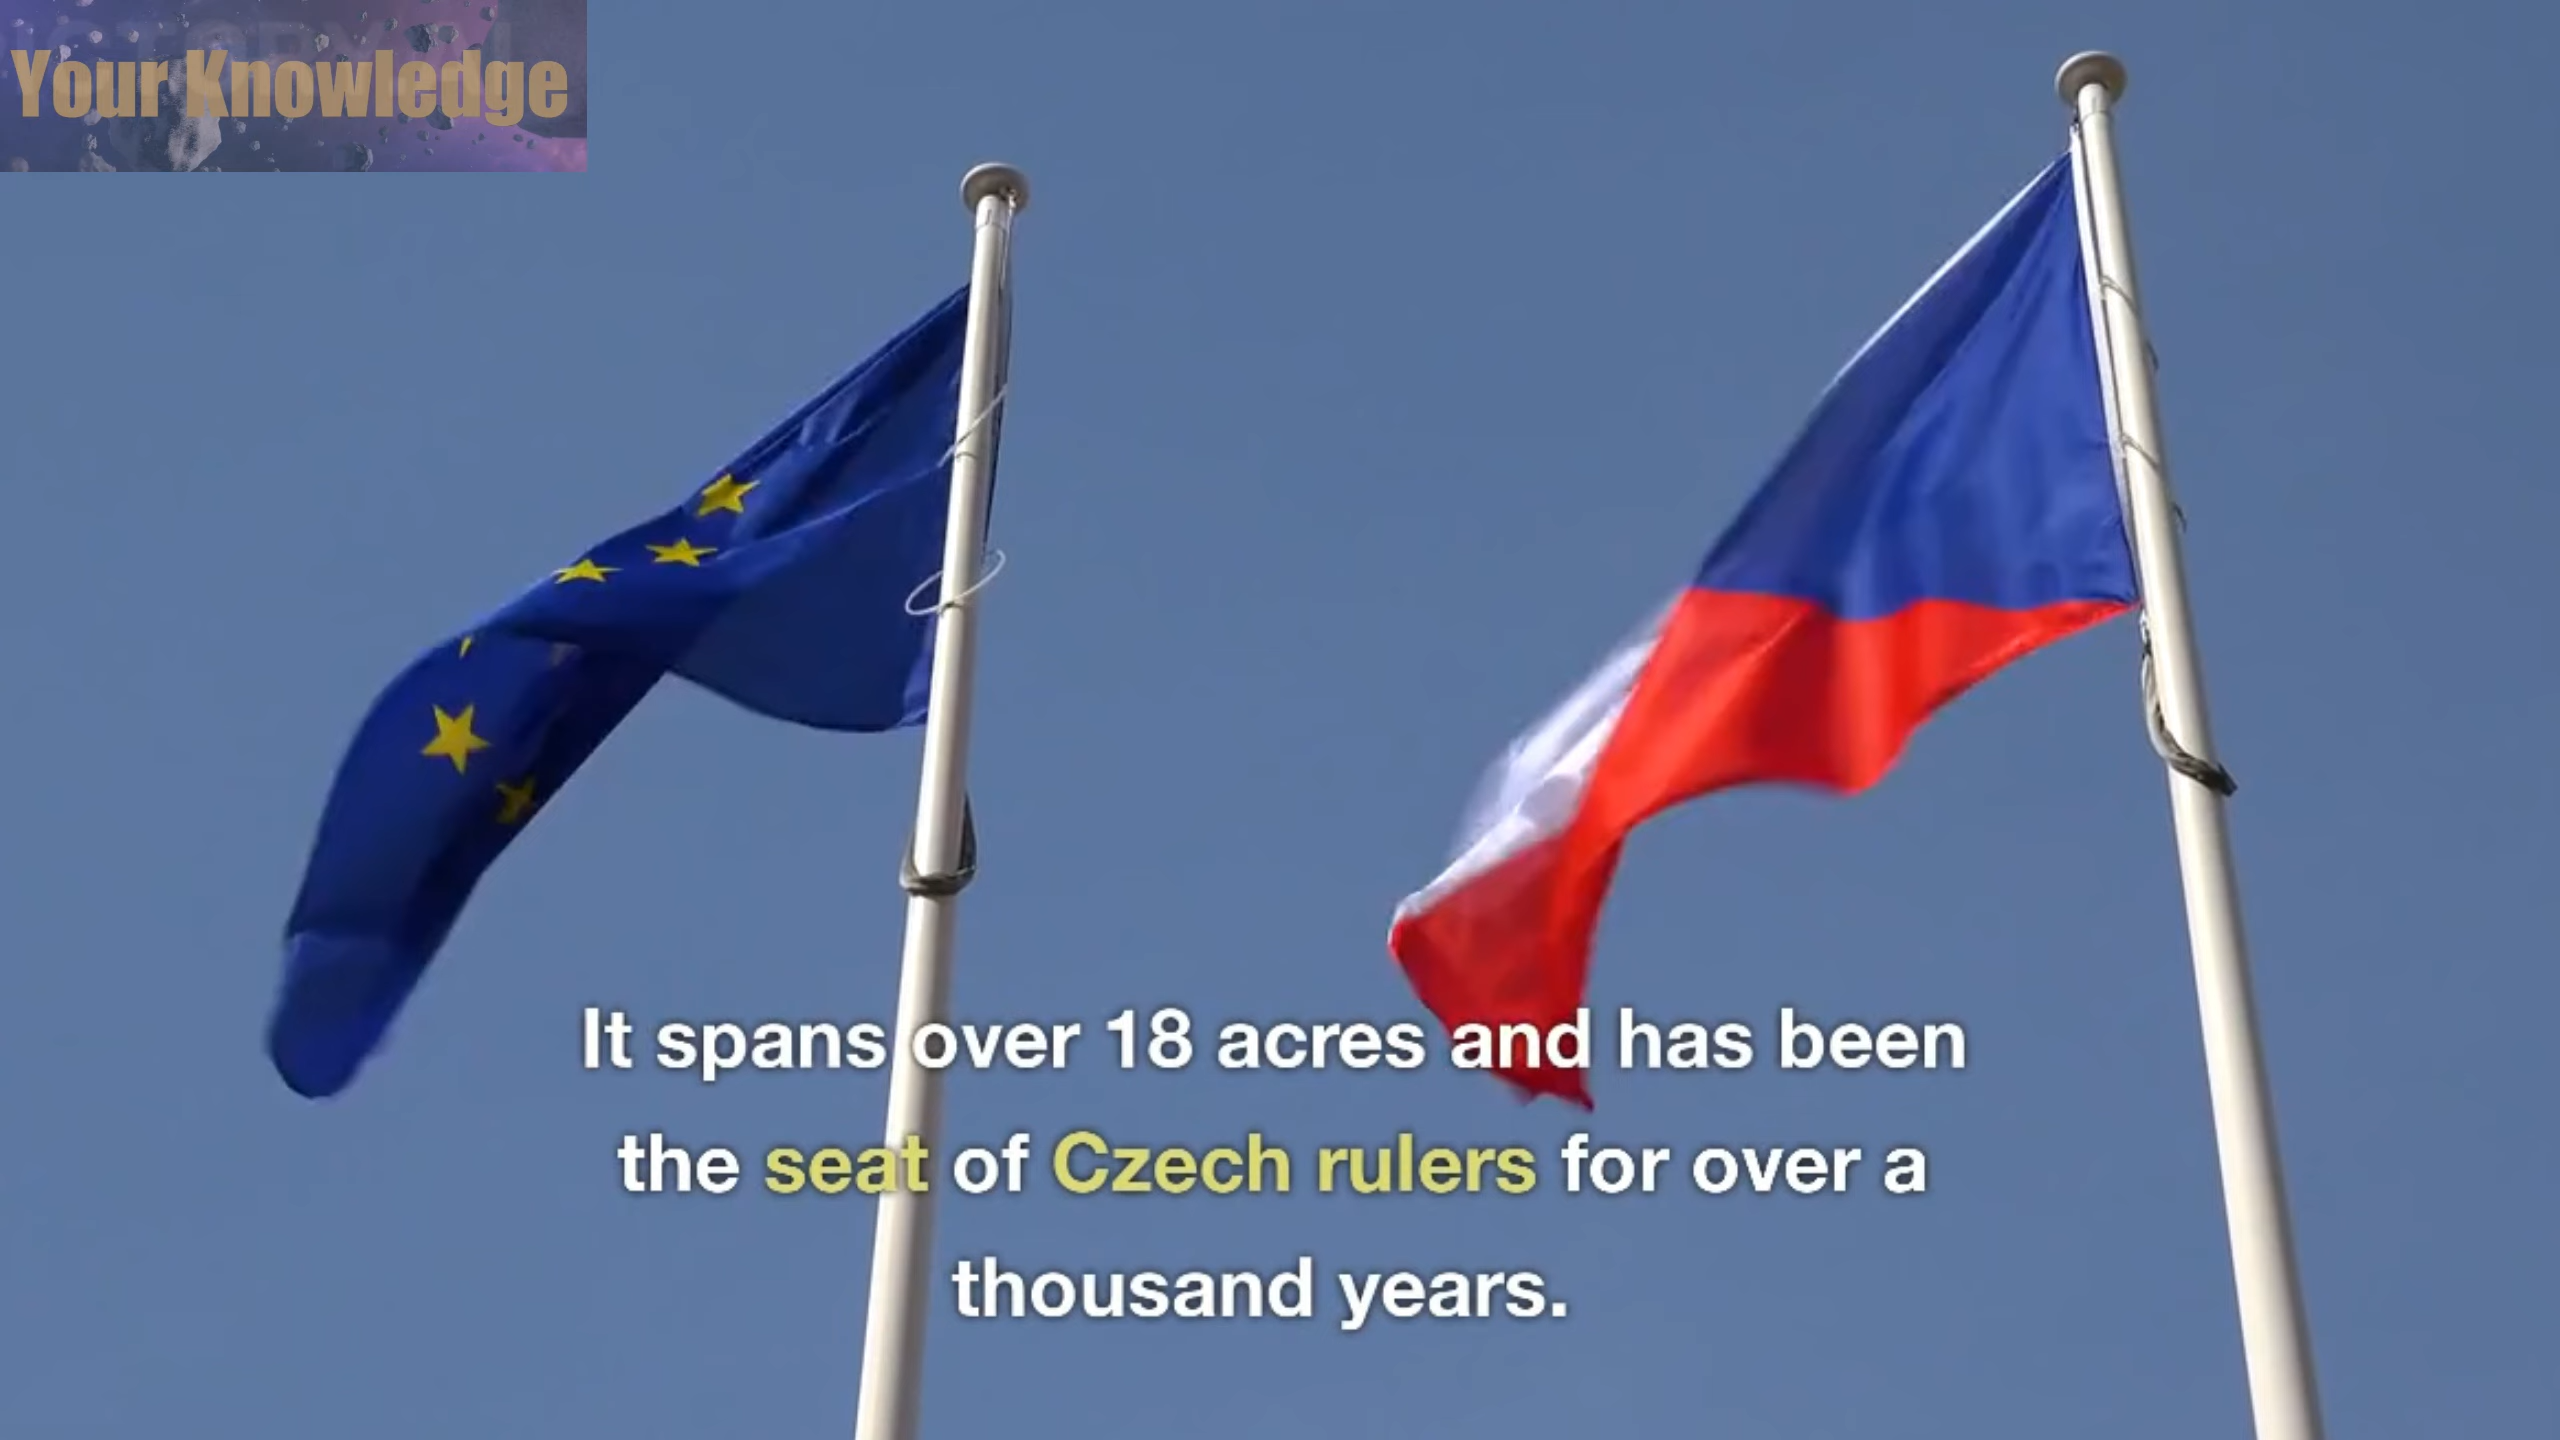 Your Knowledge
It spans over 18 acres and has been
the seat of Czech rulers for over a
thousand years.